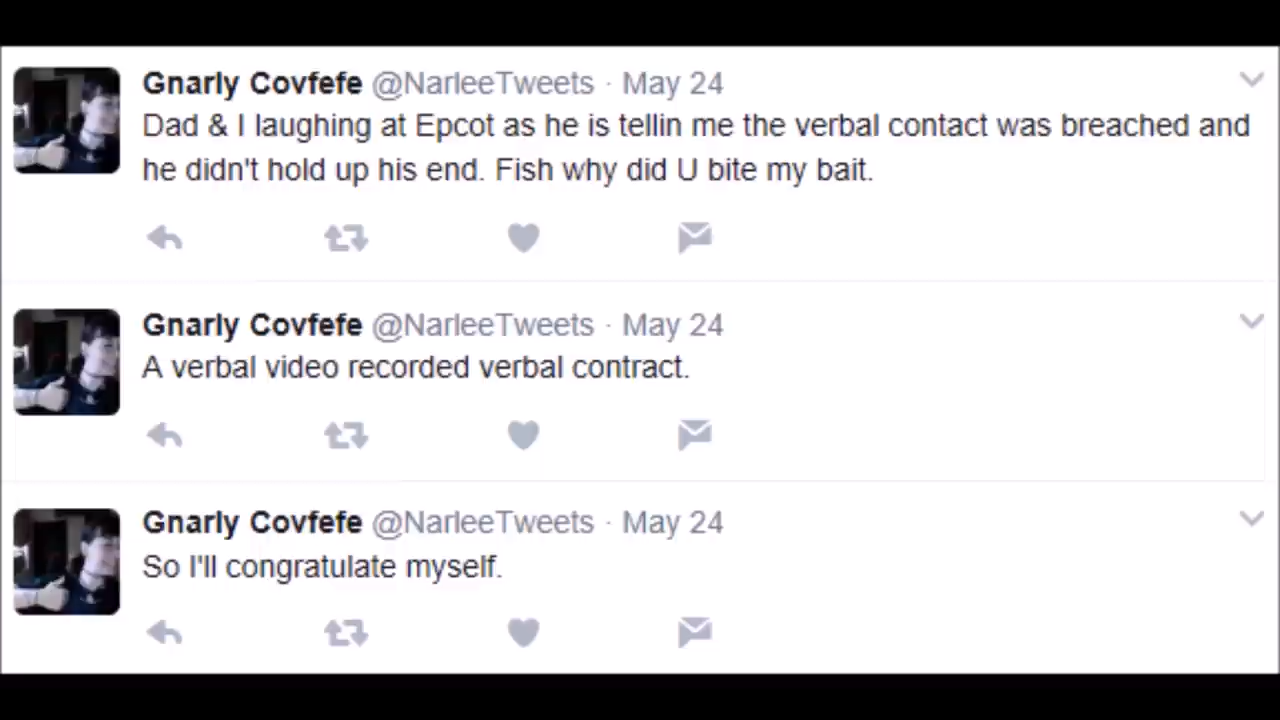 Gnarly Covfefe @NarleeTweets · May 24
Dad & I laughing at Epcot as he is tellin me the verbal contact was breached and
he didn't hold up his end. Fish why did U bite my bait.
Gnarly Covfefe @NarleeTweets · May 24
A verbal video recorded verbal contract.
Gnarly Covfefe @NarleeTweets · May 24
So I'll congratulate myself.